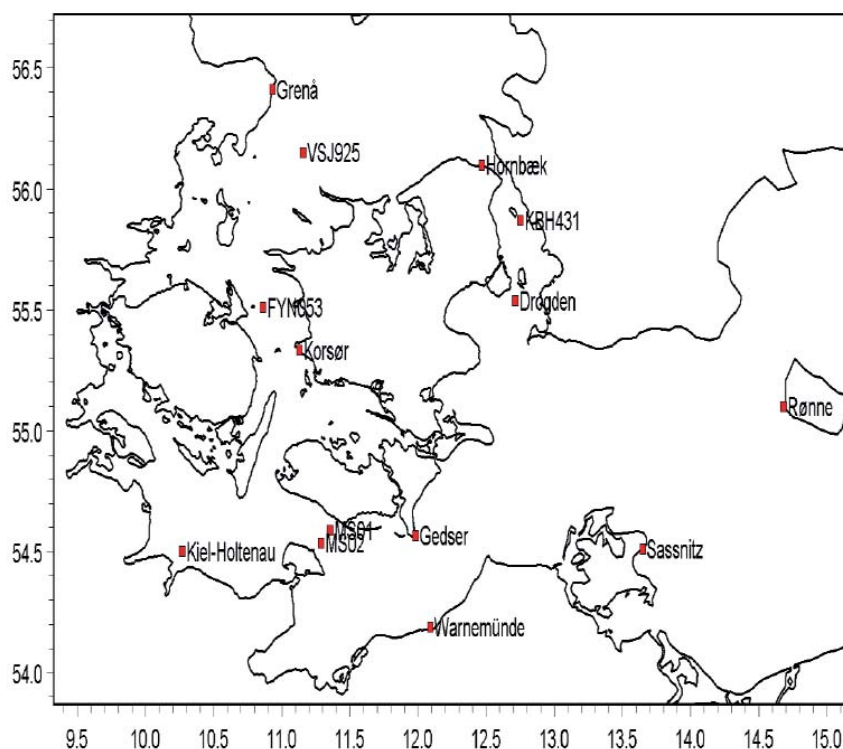 56.5
Grenå
VSJ925
56.0
Hornbæk
KBH431
55.5
FYN053
Drogden
Korsør
Rønne
55.0
MS01
MS02
Gedser
54.5
Kiel-Holtenau
Sassnitz
Warnemünde
54.0
9.5 10.0 10.5 11.0 11.5 12.0 12.5 13.0 13.5 14.0 14.5 15.0